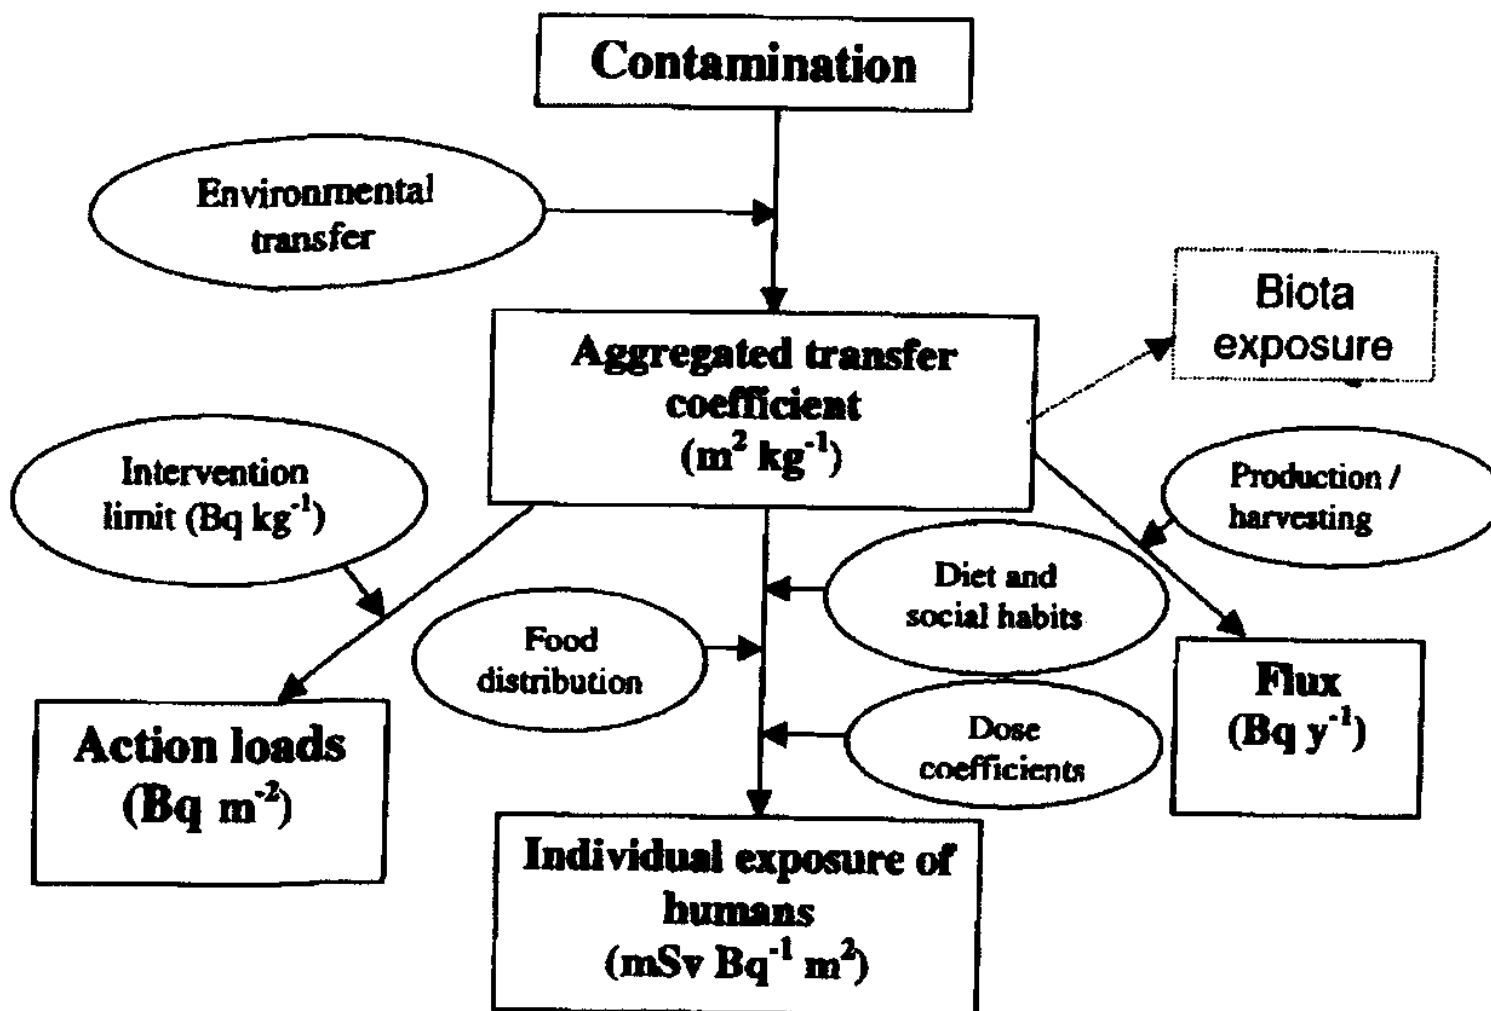 Contamination
Environmental
transfer
Biota
exposure
Aggregated transfer
coefficient
(m² kg⁻¹)
Intervention
limit (Bq kg⁻¹)
Production /
harvesting
Diet and
social habits
Food
distribution
Flux
(Bq y⁻¹)
Action loads
(Bq m⁻²)
Dose
coefficients
Individual exposure of
humans
(mSv Bq⁻¹ m²)